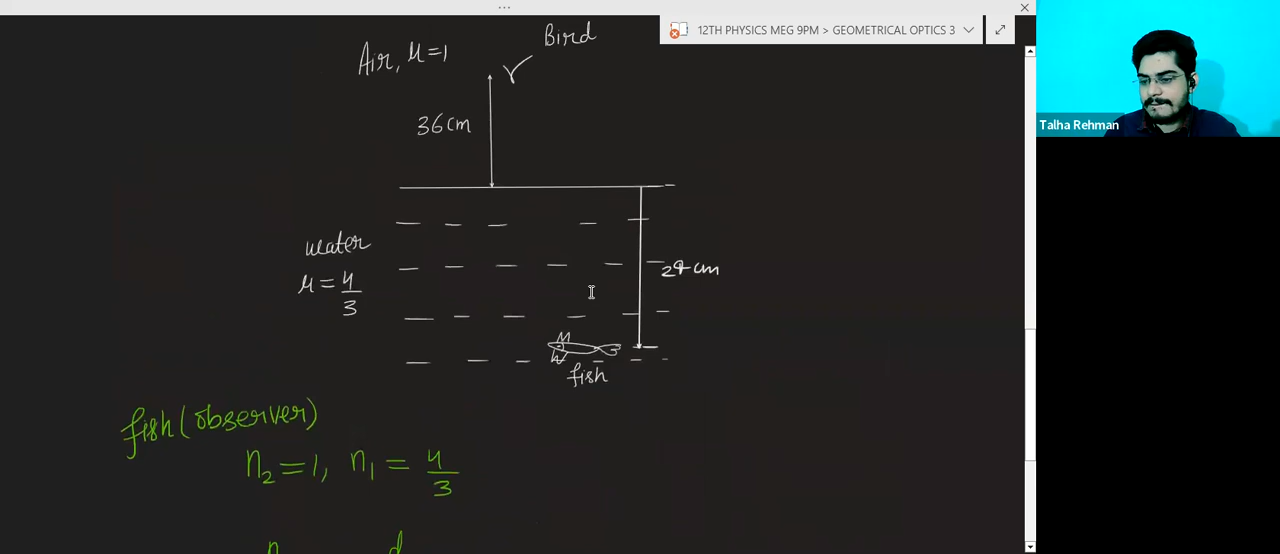 12TH PHYSICS MEG 9PM > GEOMETRICAL OPTICS 3
Talha Rehman
Bird
Air, μ=1
36cm
water
μ = 4/3
24 cm
fish
fish (observer)
n₂ = 1, n₁ = 4/3
n d